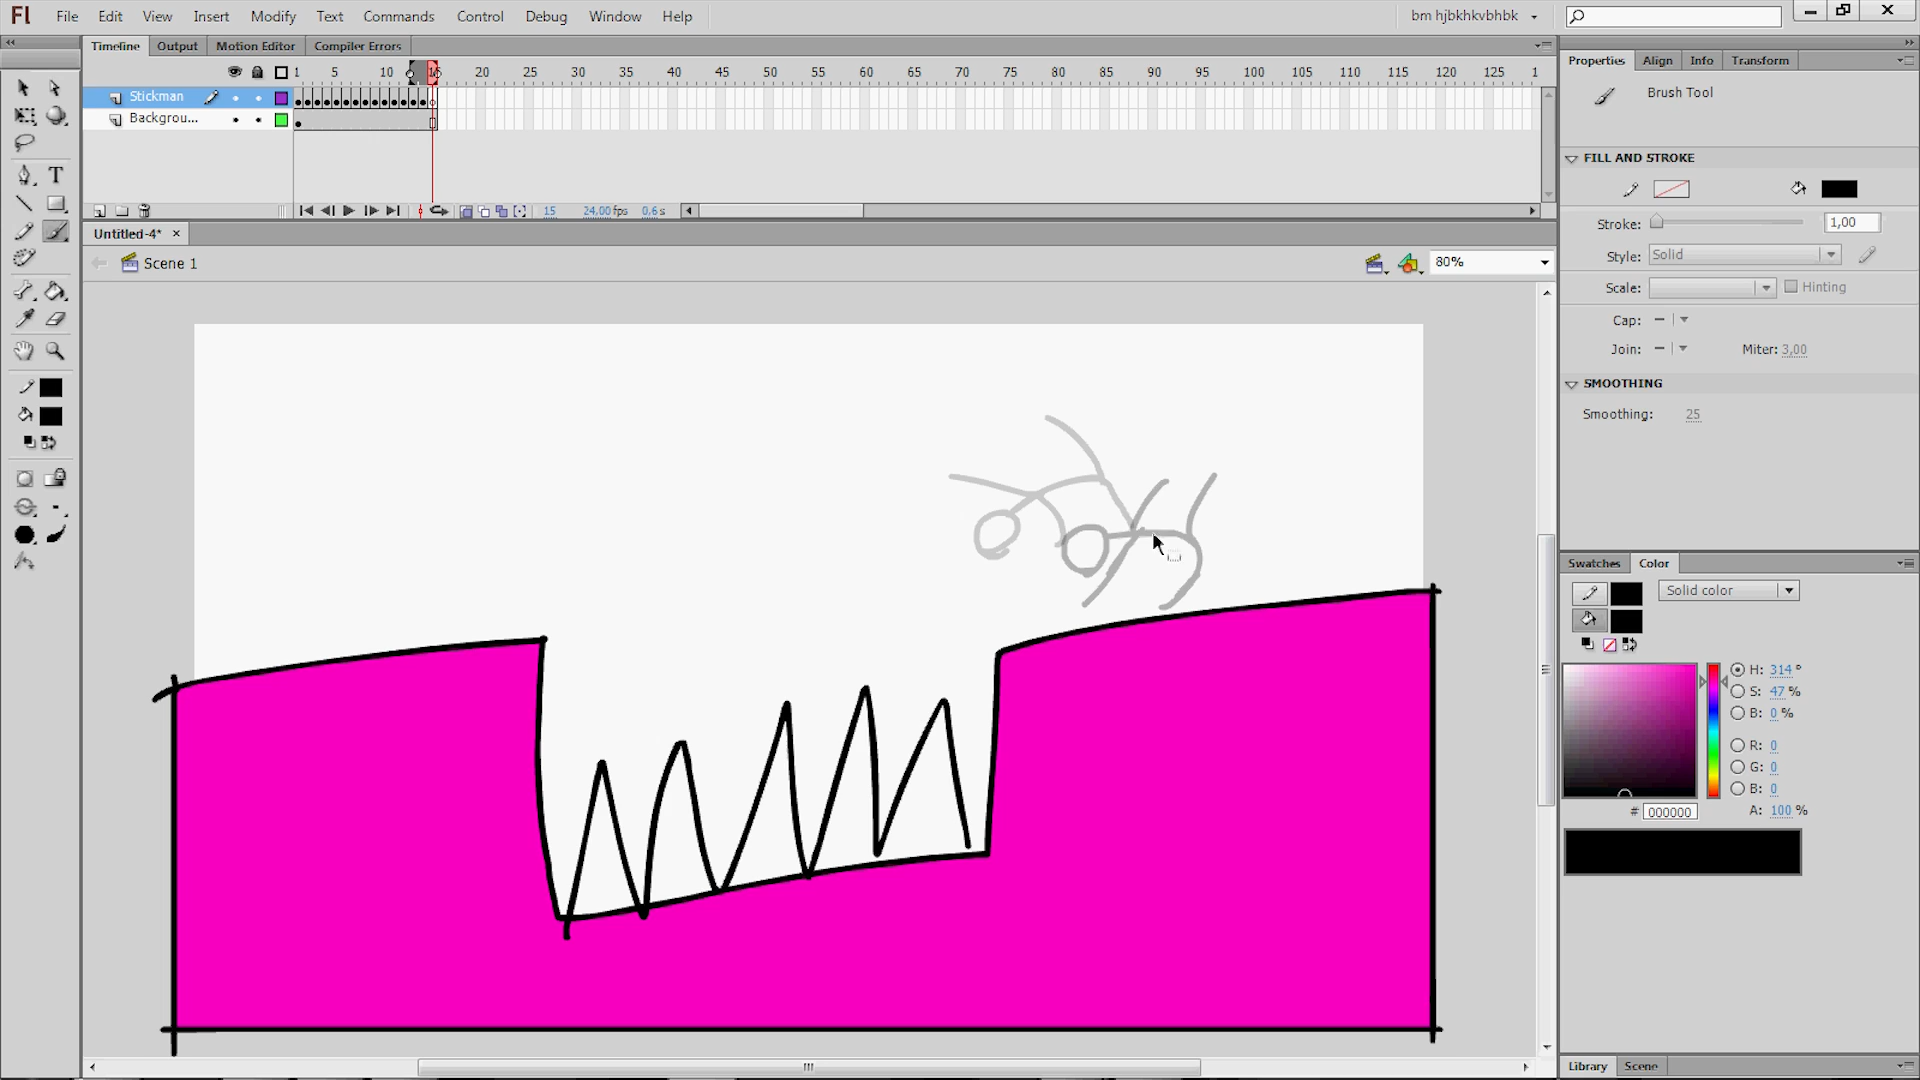 Fl File Edit View Insert Modify Text Commands Control Debug Window Help bm hjbkhkvbhbk
Timeline Output Motion Editor Compiler Errors
1 5 10 15 20 25 30 35 40 45 50 55 60 65 70 75 80 85 90 95 100 105 110 115 120 125 1
Stickman
Backgrou...
15 24,00 fps 0,6 s
Untitled-4*
Scene 1
80%
Properties Align Info Transform
Brush Tool
FILL AND STROKE
Stroke: 1,00
Style: Solid
Scale: Hinting
Cap:
Join: Miter: 3,00
SMOOTHING
Smoothing: 25
Swatches Color
Solid color
H: 314 °
S: 47 %
B: 0 %
R: 0
G: 0
B: 0
# 000000 A: 100 %
Library Scene